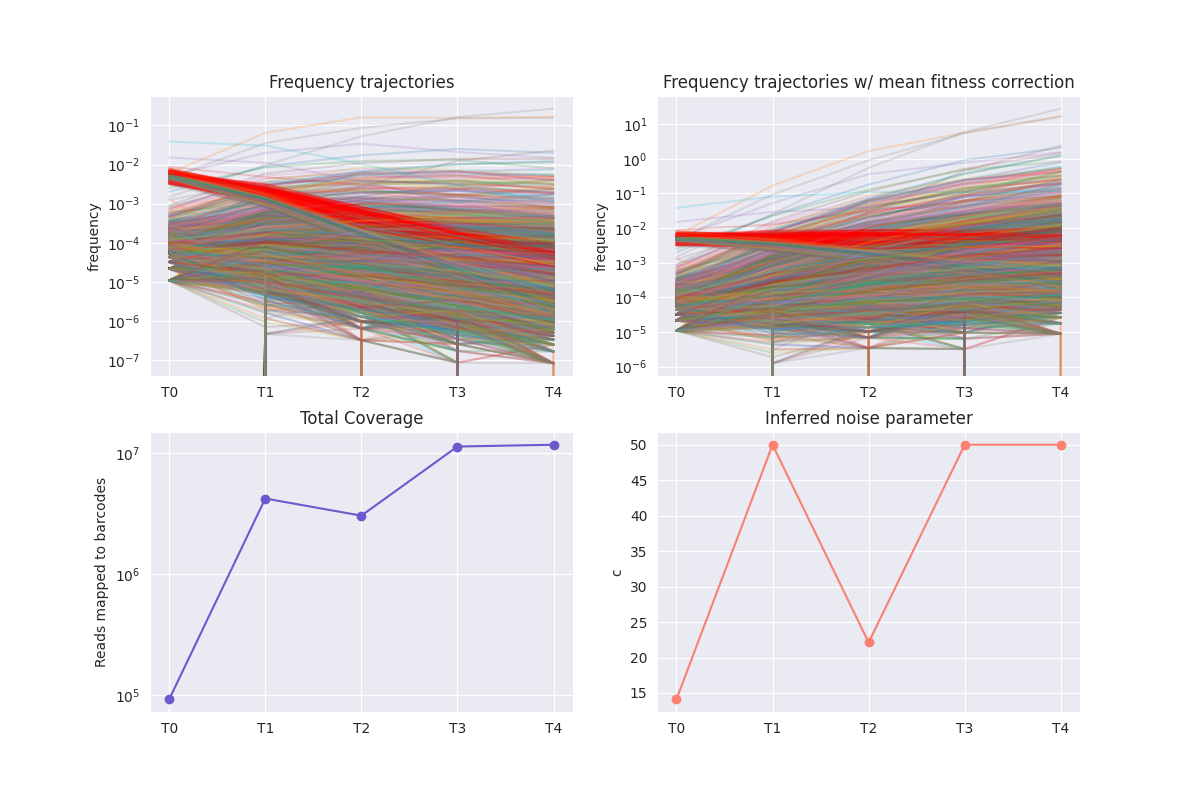 Frequency trajectories
frequency
10⁻¹
10⁻²
10⁻³
10⁻⁴
10⁻⁵
10⁻⁶
10⁻⁷
T0 T1 T2 T3 T4
Frequency trajectories w/ mean fitness correction
frequency
10¹
10⁰
10⁻¹
10⁻²
10⁻³
10⁻⁴
10⁻⁵
10⁻⁶
T0 T1 T2 T3 T4
Total Coverage
Reads mapped to barcodes
10⁷
10⁶
10⁵
T0 T1 T2 T3 T4
Inferred noise parameter
c
50
45
40
35
30
25
20
15
T0 T1 T2 T3 T4